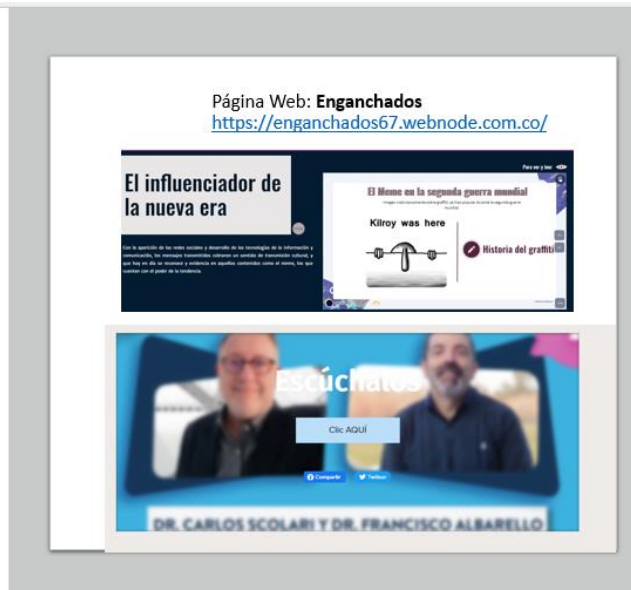 Página Web: Enganchados
https://enganchados67.webnode.com.co/
El influenciador de
la nueva era
Con la aparición de las redes sociales y desarrollo de las tecnologías de la información y
comunicación, los mensajes transmitidos cobraron un sentido de transmisión cultural, y
que hoy en día se reconoce y evidencia en aquellos contenidos como el meme, los que
cuentan con el poder de la tendencia.
Para ver y leer
El Meme en la segunda guerra mundial
Kilroy was here
Historia del graffiti
Escúchalos
Clic AQUÍ
Compartir
Twittear
DR. CARLOS SCOLARI Y DR. FRANCISCO ALBARELLO